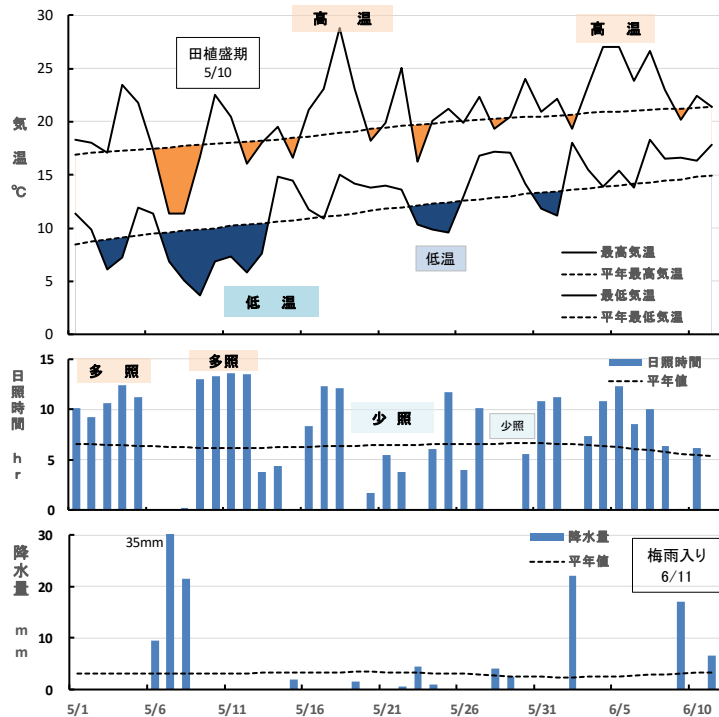 30
25
20
15
10
5
0
気温 ℃
高 温
田植盛期
5/10
高 温
低温
低 温
最高気温
平年最高気温
最低気温
平年最低気温
15
10
5
0
日照時間 hr
多 照
多照
少 照
少照
日照時間
平年値
30
20
10
0
降水量 mm
35mm
降水量
平年値
梅雨入り
6/11
5/1 5/6 5/11 5/16 5/21 5/26 5/31 6/5 6/10